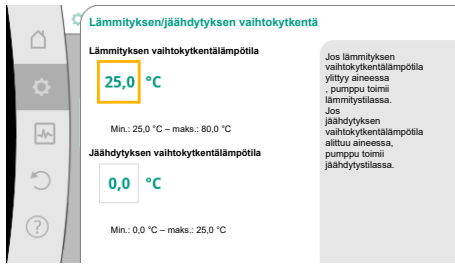 Lämmityksen/jäähdytyksen vaihtokytkentä
Lämmityksen vaihtokytkentälämpötila
25,0 °C
Min.: 25,0 °C – maks.: 80,0 °C
Jäähdytyksen vaihtokytkentälämpötila
0,0 °C
Min.: 0,0 °C – maks.: 25,0 °C
Jos lämmityksen
vaihtokytkentälämpötila
ylittyy aineessa
, pumppu toimii
lämmitystilassa.
Jos
jäähdytyksen
vaihtokytkentälämpötila
alittuu aineessa,
pumppu toimii
jäähdytystilassa.
?